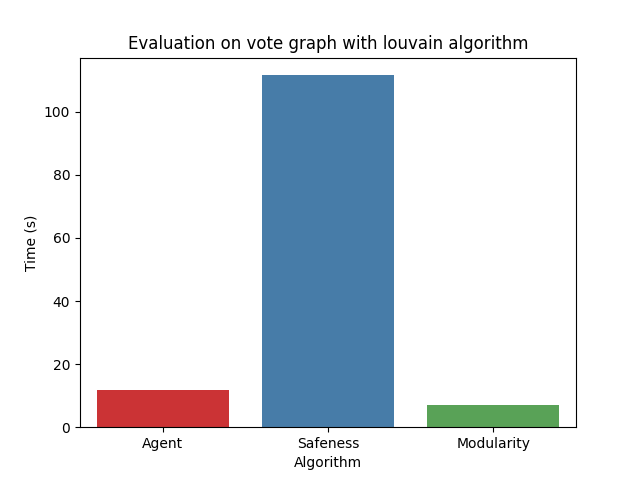 Evaluation on vote graph with louvain algorithm
Time (s)
100
80
60
40
20
0
Agent
Safeness
Modularity
Algorithm